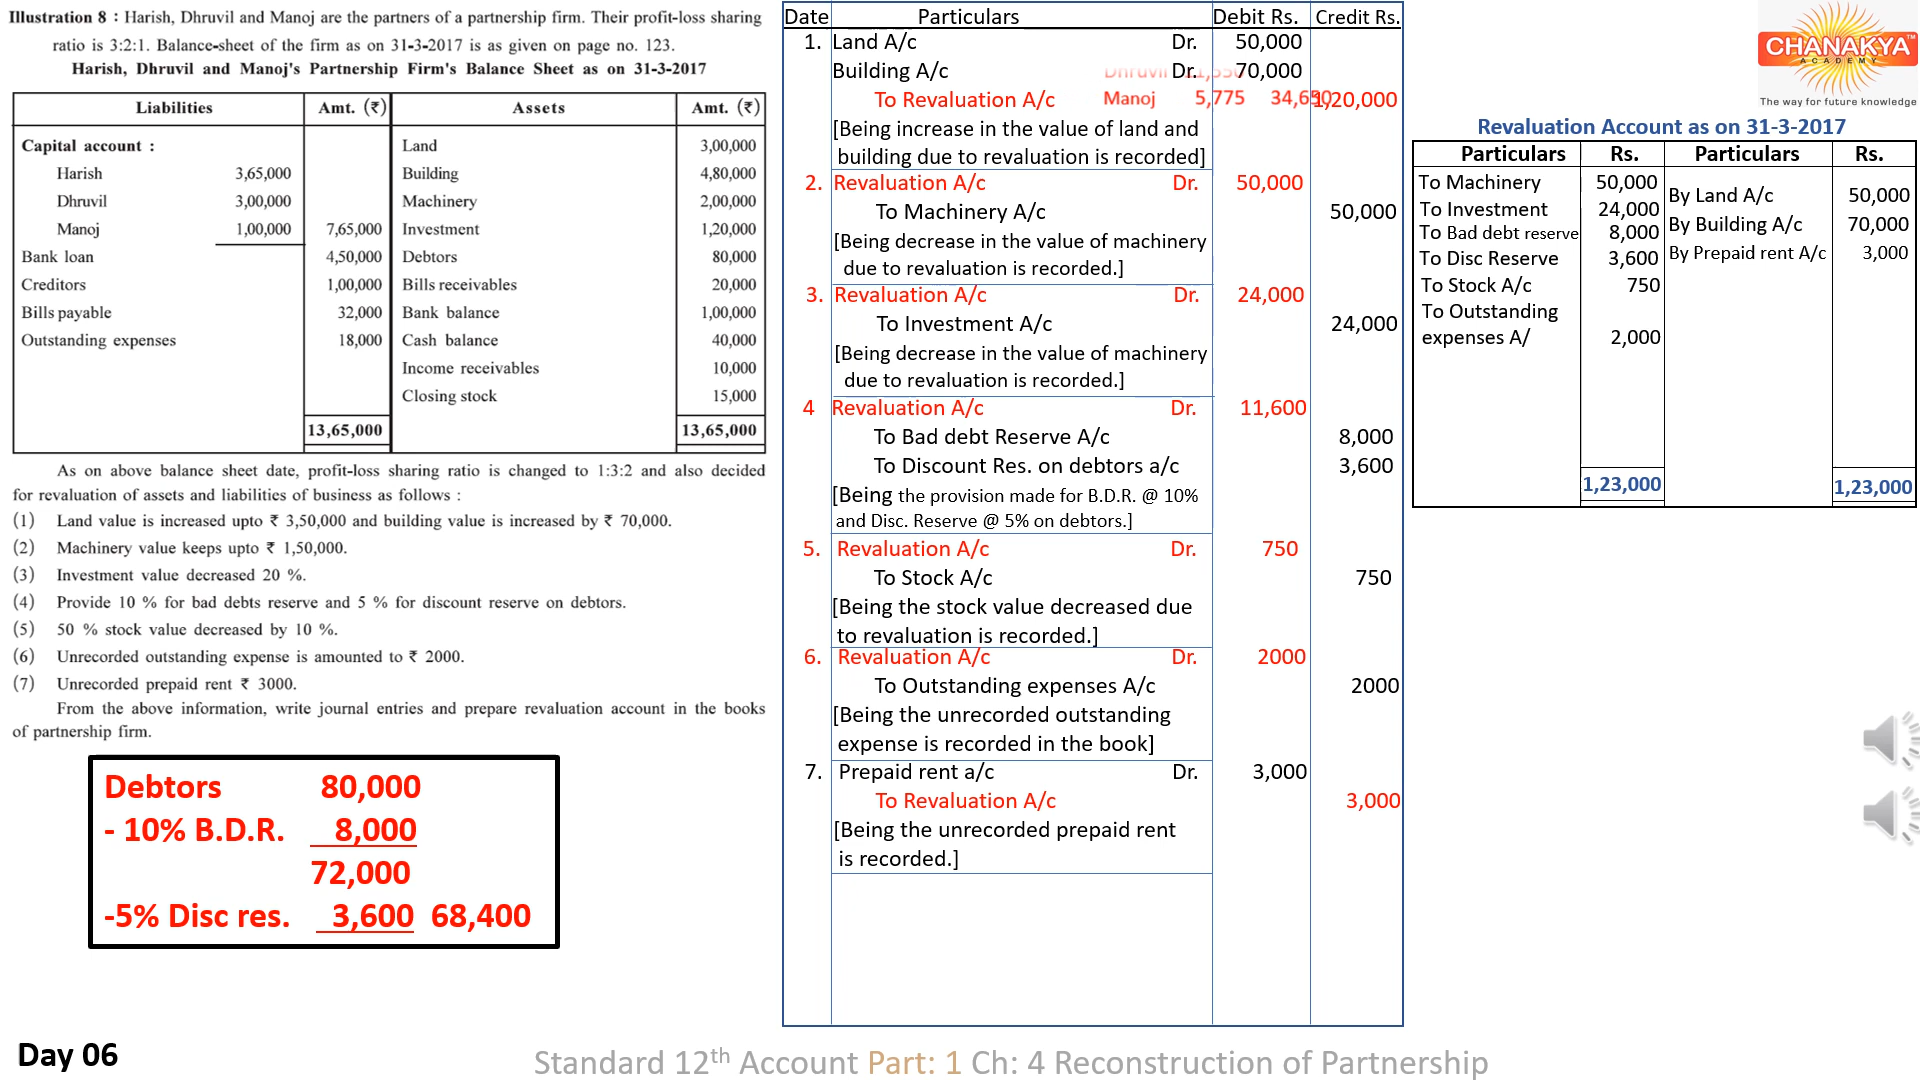 Illustration 8 : Harish, Dhruvil and Manoj are the partners of a partnership firm. Their profit-loss sharing
ratio is 3:2:1. Balance-sheet of the firm as on 31-3-2017 is as given on page no. 123.
Harish, Dhruvil and Manoj's Partnership Firm's Balance Sheet as on 31-3-2017
Liabilities Amt. (₹) Assets Amt. (₹)
Capital account : Land 3,00,000
Harish 3,65,000 Building 4,80,000
Dhruvil 3,00,000 Machinery 2,00,000
Manoj 1,00,000 7,65,000 Investment 1,20,000
Bank loan 4,50,000 Debtors 80,000
Creditors 1,00,000 Bills receivables 20,000
Bills payable 32,000 Bank balance 1,00,000
Outstanding expenses 18,000 Cash balance 40,000
Income receivables 10,000
Closing stock 15,000
13,65,000 13,65,000
As on above balance sheet date, profit-loss sharing ratio is changed to 1:3:2 and also decided
for revaluation of assets and liabilities of business as follows :
(1) Land value is increased upto ₹ 3,50,000 and building value is increased by ₹ 70,000.
(2) Machinery value keeps upto ₹ 1,50,000.
(3) Investment value decreased 20 %.
(4) Provide 10 % for bad debts reserve and 5 % for discount reserve on debtors.
(5) 50 % stock value decreased by 10 %.
(6) Unrecorded outstanding expense is amounted to ₹ 2000.
(7) Unrecorded prepaid rent ₹ 3000.
From the above information, write journal entries and prepare revaluation account in the books
of partnership firm.
Debtors 80,000
- 10% B.D.R. 8,000
72,000
-5% Disc res. 3,600 68,400
Date Particulars Debit Rs. Credit Rs.
1. Land A/c Dr. 50,000
Building A/c Dr. 70,000
To Revaluation A/c Manoj 5,775 34,650 1,20,000
[Being increase in the value of land and
building due to revaluation is recorded]
2. Revaluation A/c Dr. 50,000
To Machinery A/c 50,000
[Being decrease in the value of machinery
due to revaluation is recorded.]
3. Revaluation A/c Dr. 24,000
To Investment A/c 24,000
[Being decrease in the value of machinery
due to revaluation is recorded.]
4 Revaluation A/c Dr. 11,600
To Bad debt Reserve A/c 8,000
To Discount Res. on debtors a/c 3,600
[Being the provision made for B.D.R. @ 10%
and Disc. Reserve @ 5% on debtors.]
5. Revaluation A/c Dr. 750
To Stock A/c 750
[Being the stock value decreased due
to revaluation is recorded.]
6. Revaluation A/c Dr. 2000
To Outstanding expenses A/c 2000
[Being the unrecorded outstanding
expense is recorded in the book]
7. Prepaid rent a/c Dr. 3,000
To Revaluation A/c 3,000
[Being the unrecorded prepaid rent
is recorded.]
CHANAKYA TM
ACADEMY
The way for future knowledge
Revaluation Account as on 31-3-2017
Particulars Rs. Particulars Rs.
To Machinery 50,000 By Land A/c 50,000
To Investment 24,000 By Building A/c 70,000
To Bad debt reserve 8,000 By Prepaid rent A/c 3,000
To Disc Reserve 3,600
To Stock A/c 750
To Outstanding
expenses A/ 2,000
1,23,000 1,23,000
Day 06
Standard 12th Account Part: 1 Ch: 4 Reconstruction of Partnership